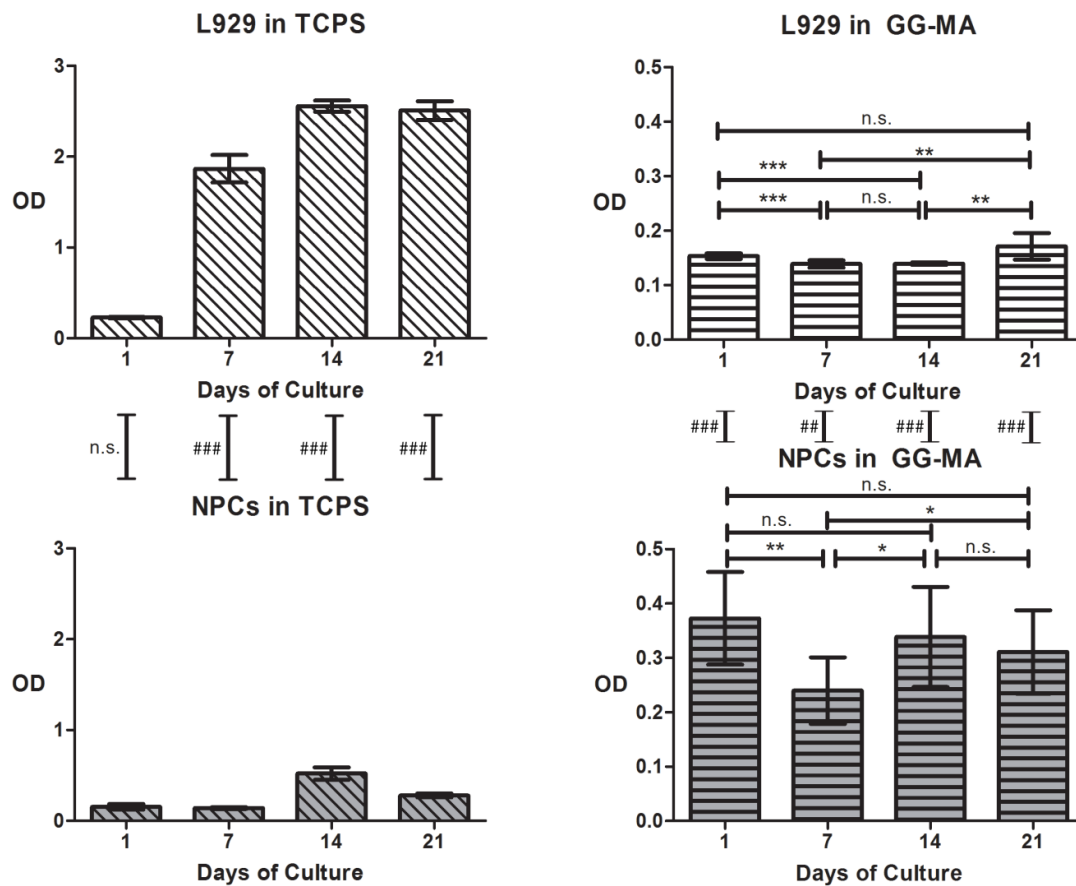 L929 in TCPS
3
2
1
0
OD
1 7 14 21
Days of Culture
L929 in GG-MA
0.5
0.4
0.3
0.2
0.1
0.0
OD
n.s.
**
***
*** n.s. **
1 7 14 21
Days of Culture
n.s. ### ### ###
### ## ### ###
NPCs in TCPS
3
2
1
0
OD
1 7 14 21
Days of Culture
NPCs in GG-MA
n.s.
*
n.s.
** * n.s.
0.5
0.4
0.3
0.2
0.1
0.0
OD
1 7 14 21
Days of Culture